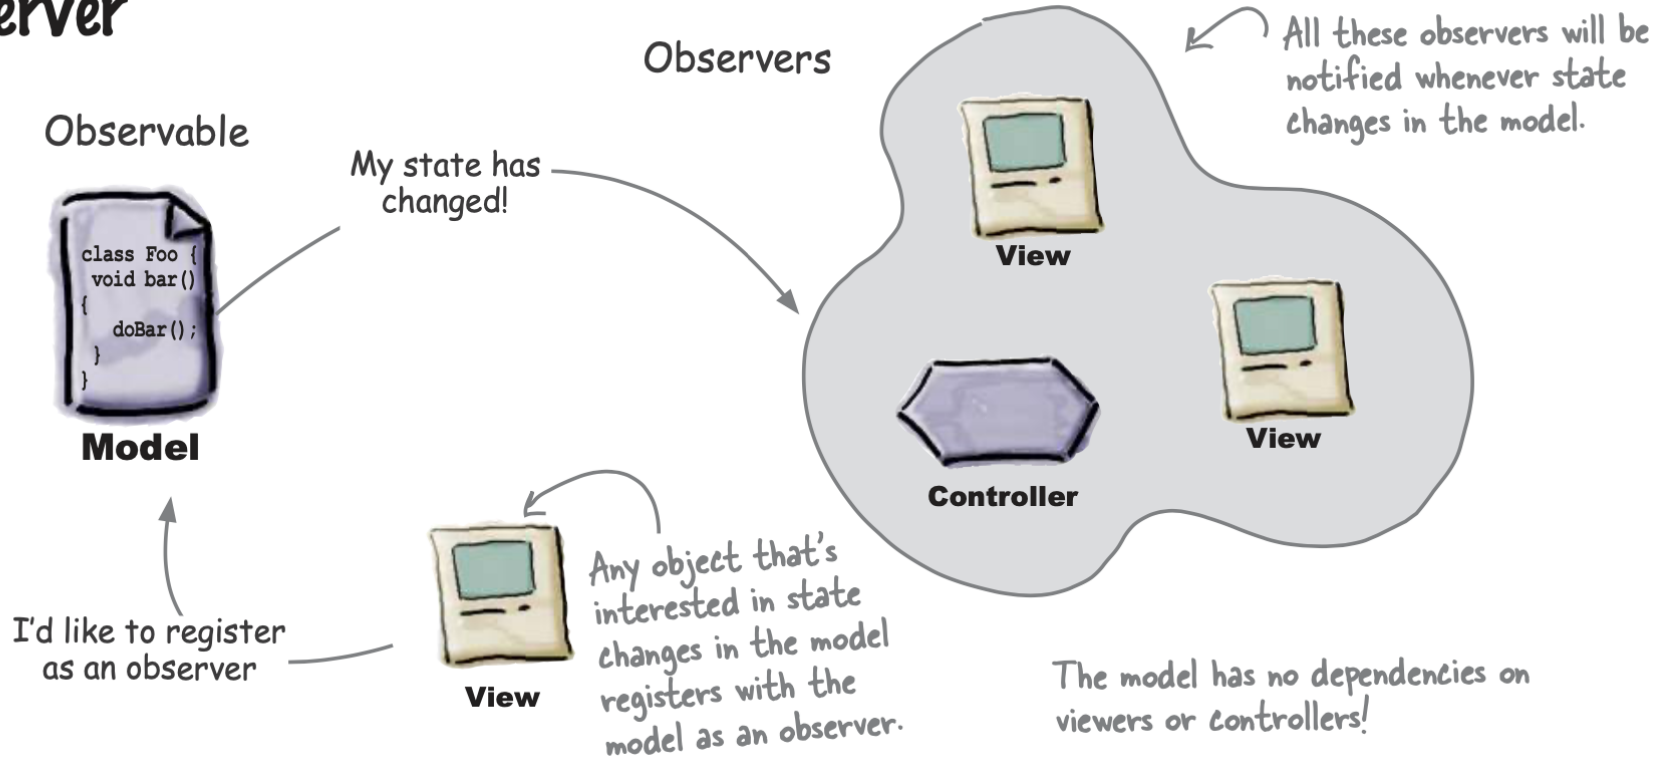 Observers
All these observers will be
notified whenever state
changes in the model.
Observable
My state has
changed!
class Foo {
void bar()
{
doBar();
}
}
Model
View
View
Controller
I'd like to register
as an observer
View
Any object that's
interested in state
changes in the model
registers with the
model as an observer.
The model has no dependencies on
viewers or controllers!